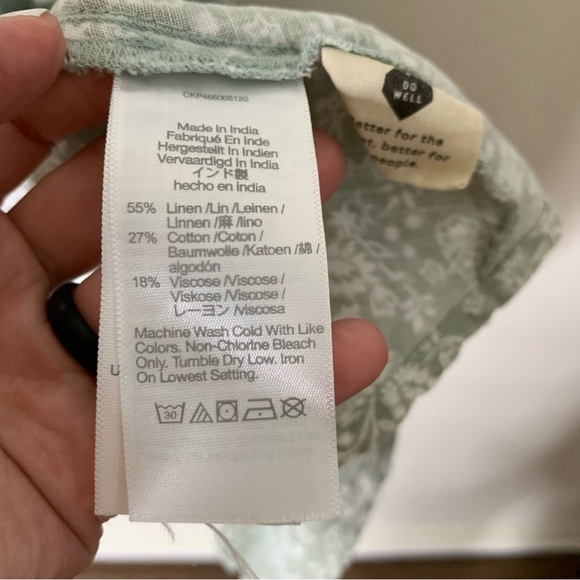 CKP466006120
Made In India
Fabriqué En Inde
Hergestellt In Indien
Vervaardigd In India
インド製
hecho en india
55% Linen /Lin /Leinen /
Linnen /麻 /lino
27% Cotton /Coton /
Baumwolle /Katoen /綿 /
algodón
18% Viscose /Viscose /
Viskose /Viscose /
レーヨン /viscosa
Machine Wash Cold With Like
Colors. Non-Chlorine Bleach
Only. Tumble Dry Low. Iron
On Lowest Setting.
30
U
DO
WELL
better for the
better for
people.